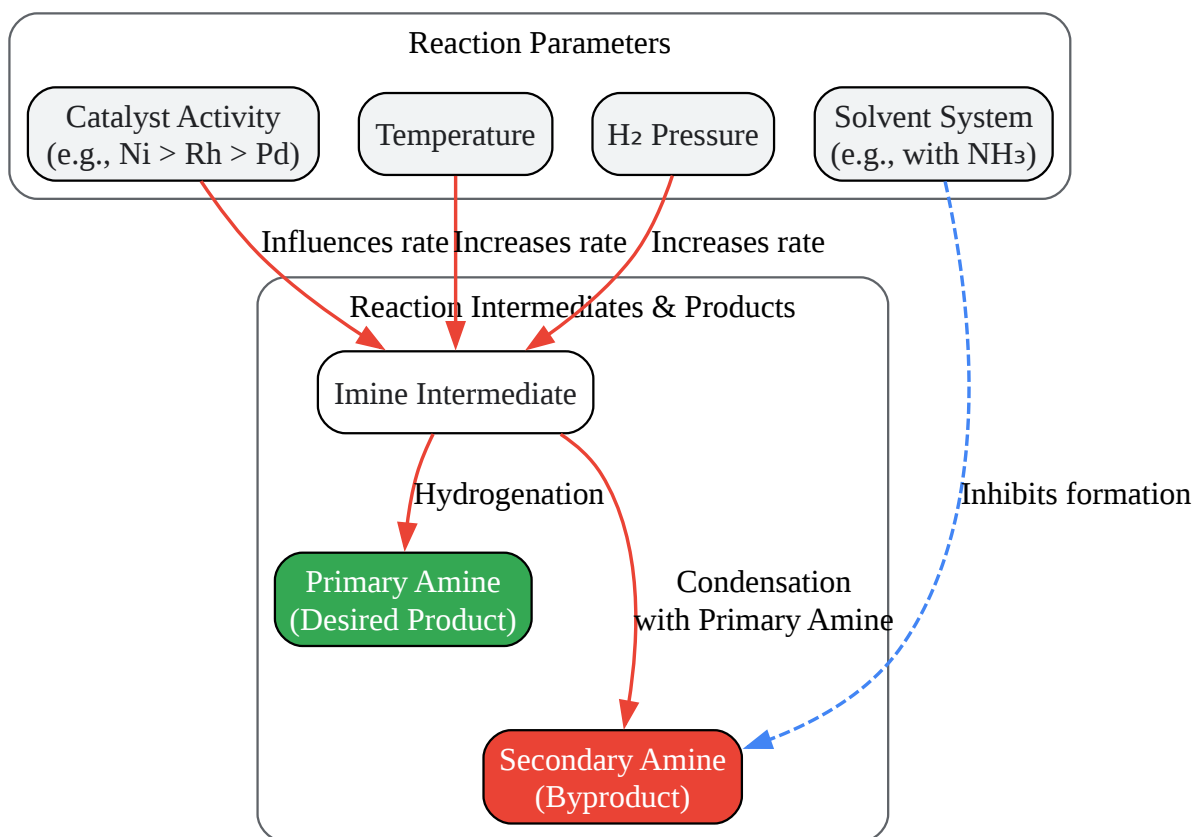 Reaction Parameters
Catalyst Activity
(e.g., Ni > Rh > Pd)
Temperature
H₂ Pressure
Solvent System
(e.g., with NH₃)
Influences rate
Increases rate
Increases rate
Reaction Intermediates & Products
Imine Intermediate
Hydrogenation
Inhibits formation
Primary Amine
(Desired Product)
Condensation
with Primary Amine
Secondary Amine
(Byproduct)